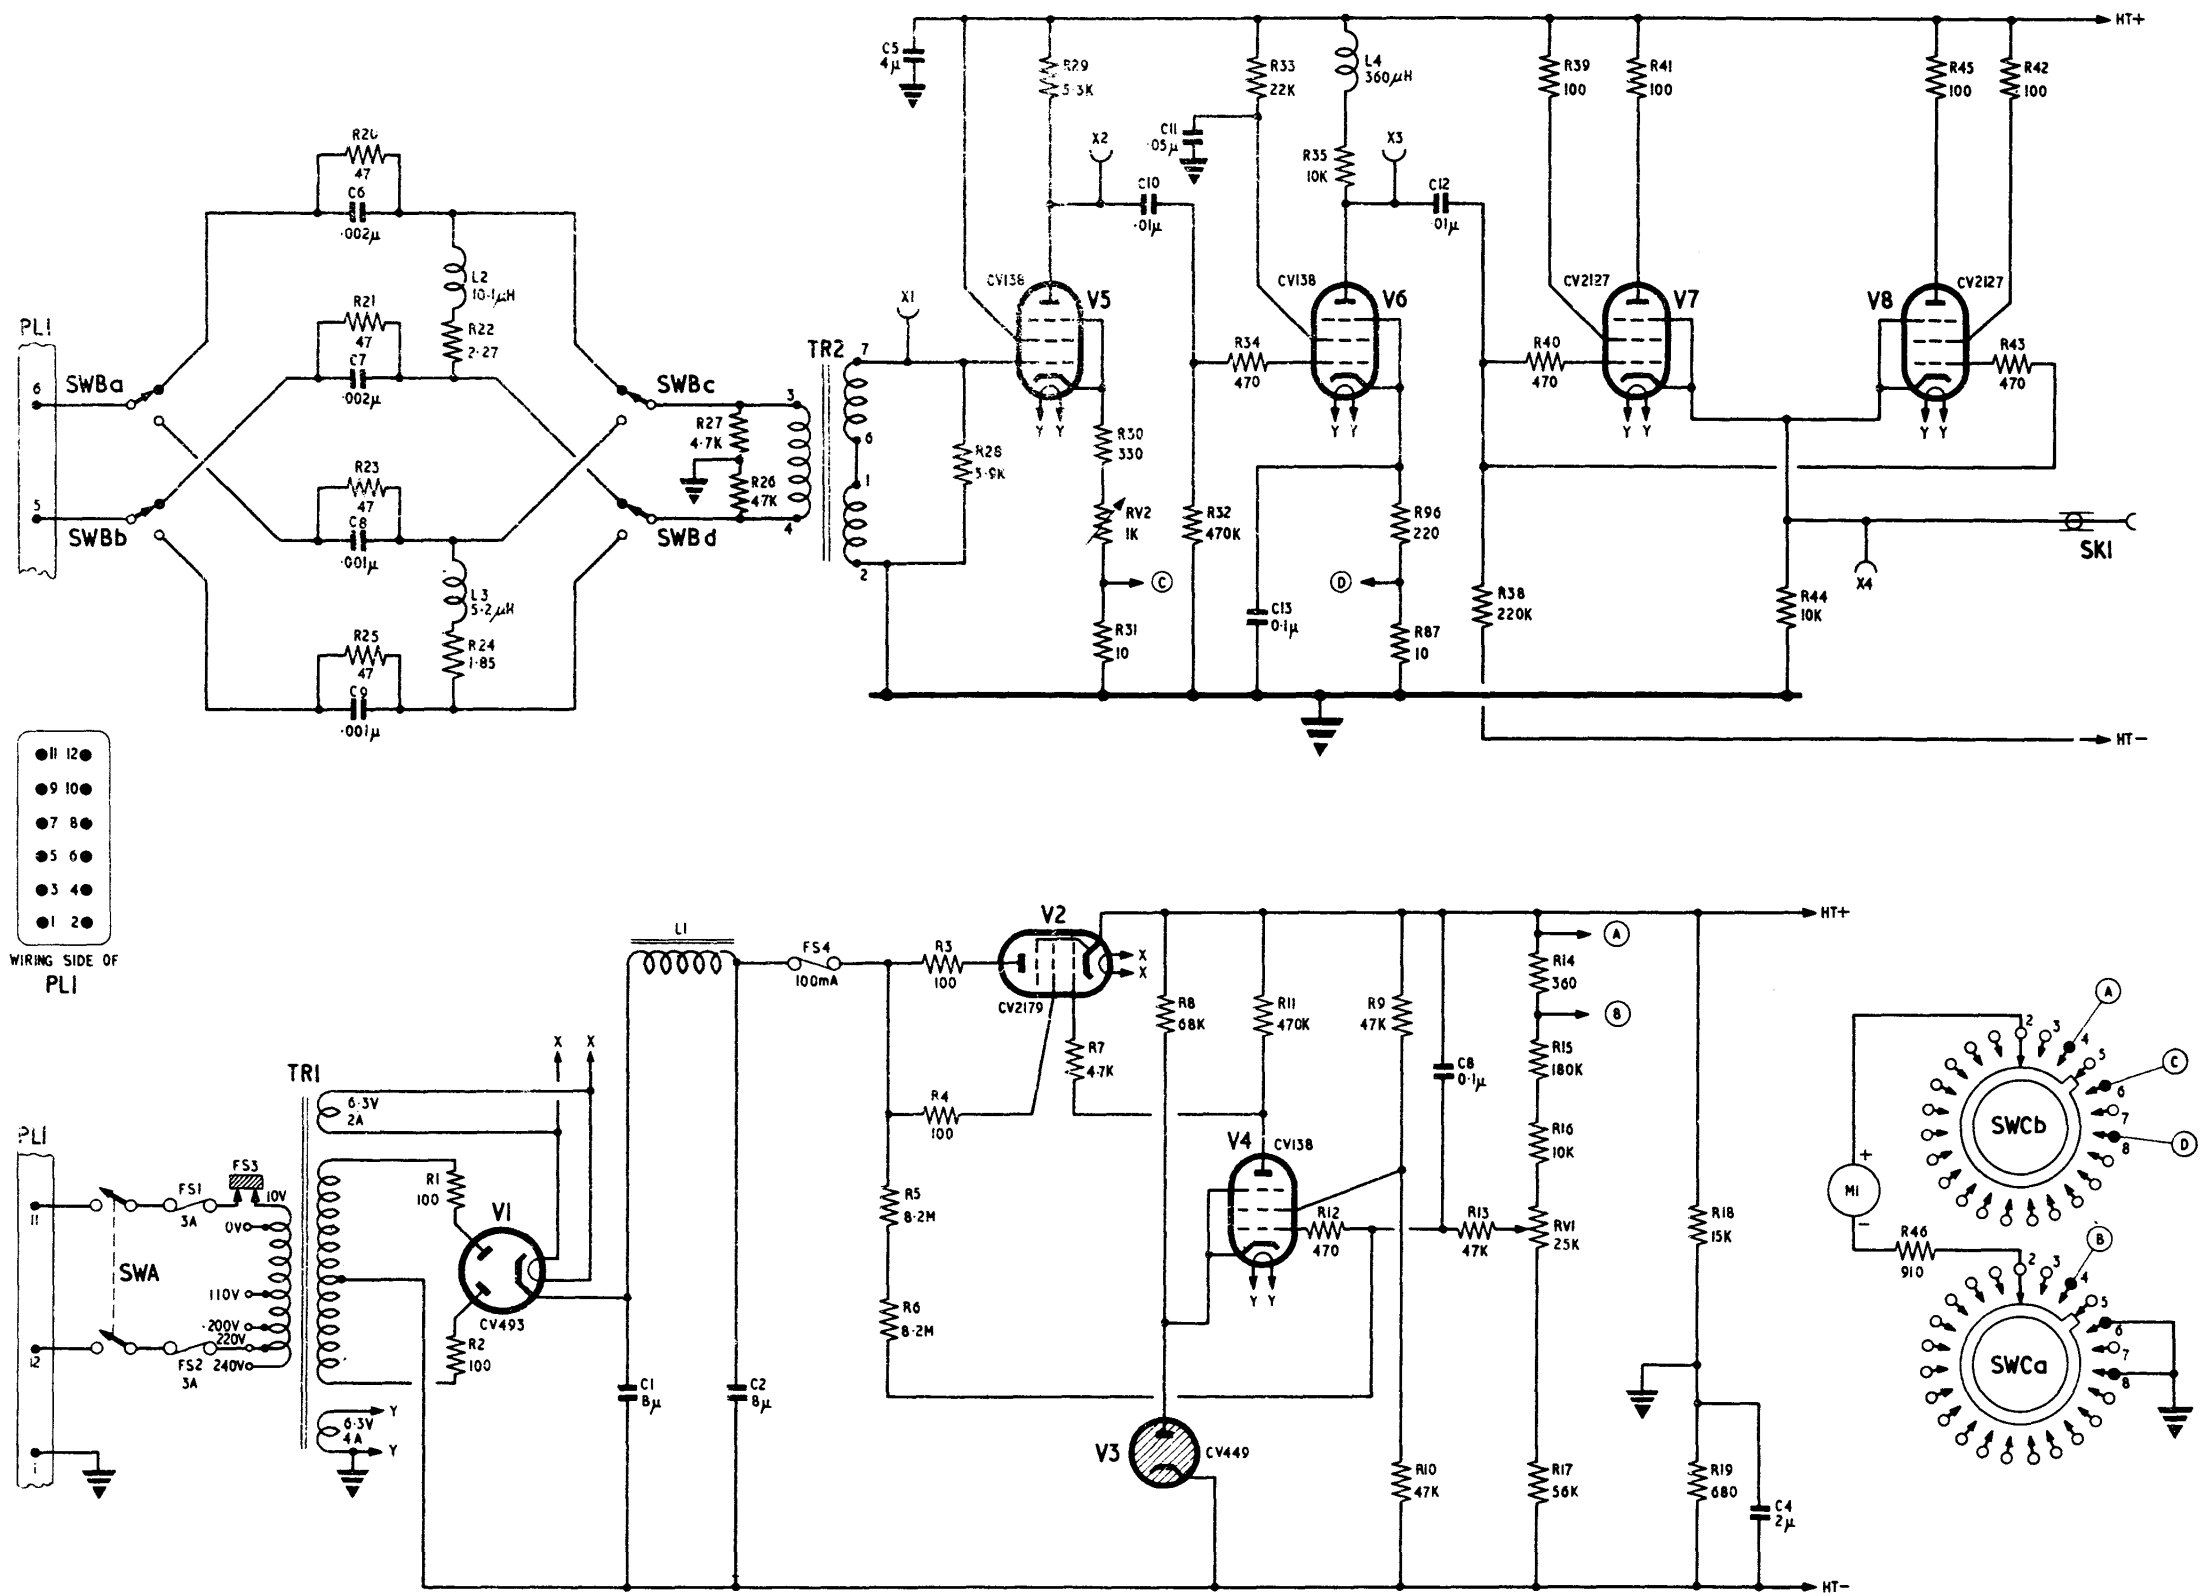 HT+
C5
4μ
R29
R33
22K
L4
360μH
R39
100
R41
100
R45
100
R42
100
R20
47
C6
·002μ
L2
10·1μH
R21
47
R22
2·27
C7
·002μ
PL1
6
SWBa
5
SWBb
R23
47
C8
·001μ
L3
5·2μH
R25
47
R24
1·85
C9
·001μ
SWBc
SWBd
R27
4·7K
R26
47K
TR2
3
4
7
6
1
2
X1
R28
C11
·05μ
X2
C10
·01μ
R35
10K
X3
C12
·01μ
CV138
V5
CV138
V6
CV2127
V7
V8
CV2127
R34
470
R40
470
R43
470
Y Y
Y Y
Y Y
Y Y
R30
330
RV2
1K
C
R31
10
R32
470K
C13
0·1μ
R96
220
D
R87
10
R38
220K
R44
10K
X4
SK1
HT−
11 12
9 10
7 8
5 6
3 4
1 2
WIRING SIDE OF
PL1
L1
FS4
100mA
R3
100
V2
CV2179
X
X
HT+
R8
68K
R11
470K
R9
47K
C8
0·1μ
A
R14
360
B
R15
180K
R16
10K
RV1
25K
R17
56K
R7
4·7K
R4
100
R5
8·2M
R6
8·2M
V4
CV138
R12
470
R13
47K
Y Y
V3
CV449
R10
47K
R18
15K
R19
680
C4
2μ
HT−
X X
TR1
6·3V
2A
PL1
11
12
1
SWA
FS1
3A
FS2
3A
FS3
10V
0V
110V
200V
220V
240V
R1
100
V1
CV493
R2
100
6·3V
4A
Y
Y
C1
8μ
C2
8μ
M1
+
−
R46
910
SWCb
2
3
4
5
6
7
8
A
C
D
SWCa
2
3
4
5
6
7
8
B